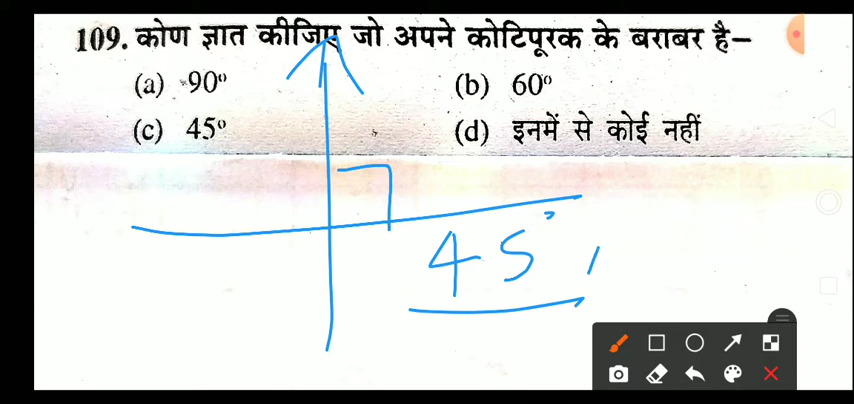 109. कोण ज्ञात कीजिए जो अपने कोटिपूरक के बराबर है–
(a) 90° (b) 60°
(c) 45° (d) इनमें से कोई नहीं
45°